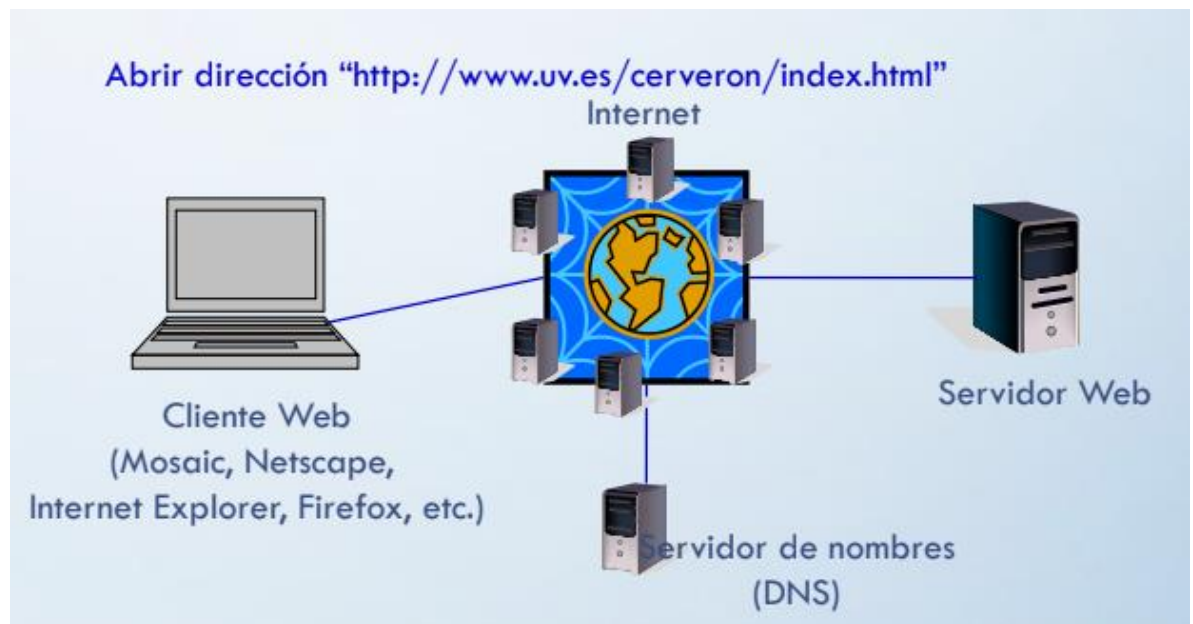 Abrir dirección “http://www.uv.es/cerveron/index.html”
Internet
Cliente Web
(Mosaic, Netscape,
Internet Explorer, Firefox, etc.)
Servidor Web
Servidor de nombres
(DNS)